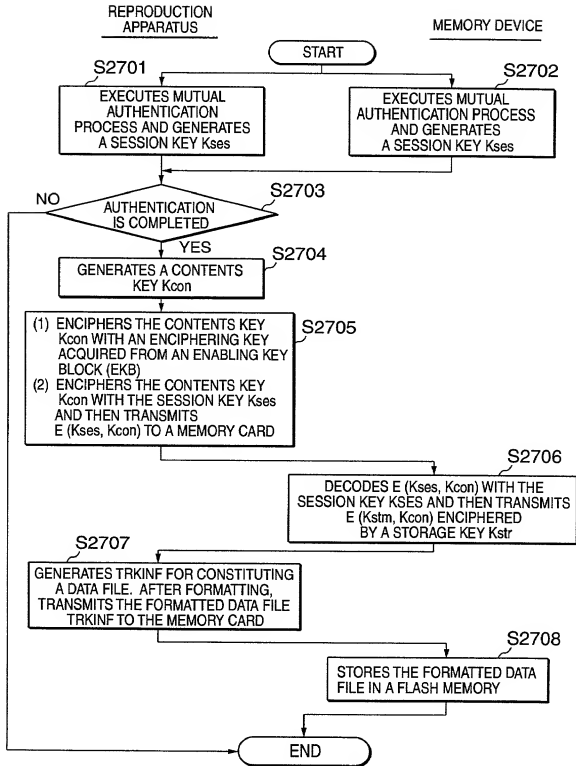 REPRODUCTION
APPARATUS
MEMORY DEVICE
START
S2701
EXECUTES MUTUAL
AUTHENTICATION
PROCESS AND GENERATES
A SESSION KEY Kses
S2702
EXECUTES MUTUAL
AUTHENTICATION PROCESS
AND GENERATES
A SESSION KEY Kses
S2703
NO
AUTHENTICATION
IS COMPLETED
YES
S2704
GENERATES A CONTENTS
KEY Kcon
S2705
(1) ENCIPHERS THE CONTENTS KEY
Kcon WITH AN ENCIPHERING KEY
ACQUIRED FROM AN ENABLING KEY
BLOCK (EKB)
(2) ENCIPHERS THE CONTENTS KEY
Kcon WITH THE SESSION KEY Kses
AND THEN TRANSMITS
E (Kses, Kcon) TO A MEMORY CARD
S2706
DECODES E (Kses, Kcon) WITH THE
SESSION KEY KSES AND THEN TRANSMITS
E (Kstm, Kcon) ENCIPHERED
BY A STORAGE KEY Kstr
S2707
GENERATES TRKINF FOR CONSTITUTING
A DATA FILE. AFTER FORMATTING,
TRANSMITS THE FORMATTED DATA FILE
TRKINF TO THE MEMORY CARD
S2708
STORES THE FORMATTED DATA
FILE IN A FLASH MEMORY
END